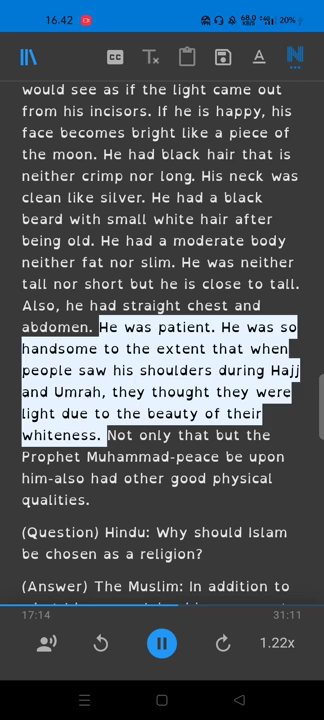 16.42
68.0 KB/s
20%
CC
A
N
would see as if the light came out
from his incisors. If he is happy, his
face becomes bright like a piece of
the moon. He had black hair that is
neither crimp nor long. His neck was
clean like silver. He had a black
beard with small white hair after
being old. He had a moderate body
neither fat nor slim. He was neither
tall nor short but he is close to tall.
Also, he had straight chest and
abdomen. He was patient. He was so
handsome to the extent that when
people saw his shoulders during Hajj
and Umrah, they thought they were
light due to the beauty of their
whiteness. Not only that but the
Prophet Muhammad-peace be upon
him-also had other good physical
qualities.
(Question) Hindu: Why should Islam
be chosen as a religion?
(Answer) The Muslim: In addition to
17:14
31:11
1.22x